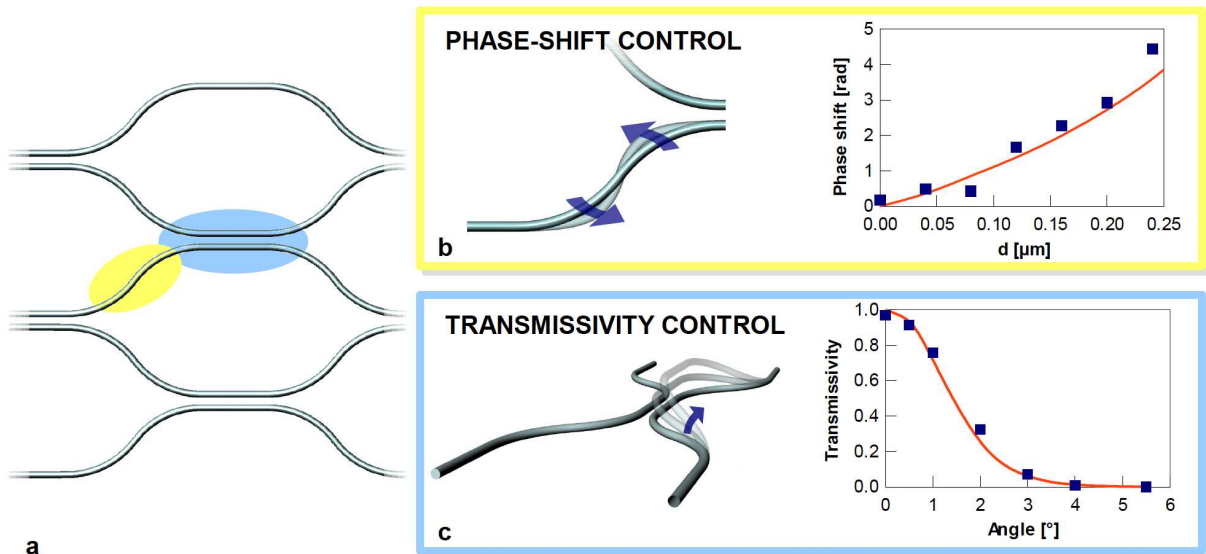 PHASE-SHIFT CONTROL
b
Phase shift [rad]
5
4
3
2
1
0
0.00
0.05
0.10
0.15
0.20
0.25
d [µm]
TRANSMISSIVITY CONTROL
c
Transmissivity
1.0
0.8
0.6
0.4
0.2
0.0
0
1
2
3
4
5
6
Angle [°]
a